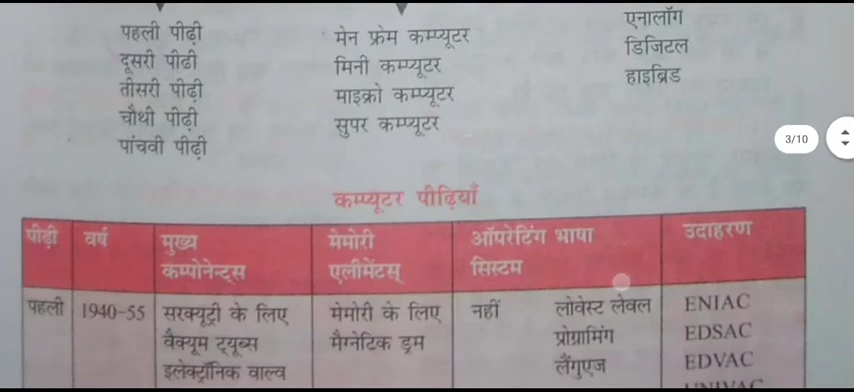 पहली पीढ़ी
दूसरी पीढी
तीसरी पीढ़ी
चौथी पीढ़ी
पांचवी पीढ़ी
मेन फ्रेम कम्प्यूटर
मिनी कम्प्यूटर
माइक्रो कम्प्यूटर
सुपर कम्प्यूटर
एनालॉग
डिजिटल
हाइब्रिड
3/10
कम्प्यूटर पीढ़ियाँ
पीढ़ी वर्ष मुख्य मेमोरी ऑपरेटिंग भाषा उदाहरण
कम्पोनेन्ट्स एलीमेंटस् सिस्टम
पहली 1940-55 सरक्यूट्री के लिए मेमोरी के लिए नहीं लोवेस्ट लेवल ENIAC
वैक्यूम ट्यूब्स मैग्नेटिक ड्रम प्रोग्रामिंग EDSAC
इलेक्ट्रॉनिक वाल्व लैंगुएज EDVAC
UNIVAC